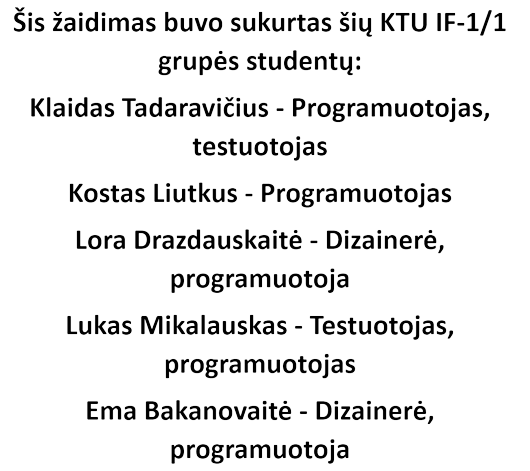 Šis žaidimas buvo sukurtas šių KTU IF-1/1
grupės studentų:
Klaidas Tadaravičius - Programuotojas,
testuotojas
Kostas Liutkus - Programuotojas
Lora Drazdauskaitė - Dizainerė,
programuotoja
Lukas Mikalauskas - Testuotojas,
programuotojas
Ema Bakanovaitė - Dizainerė,
programuotoja